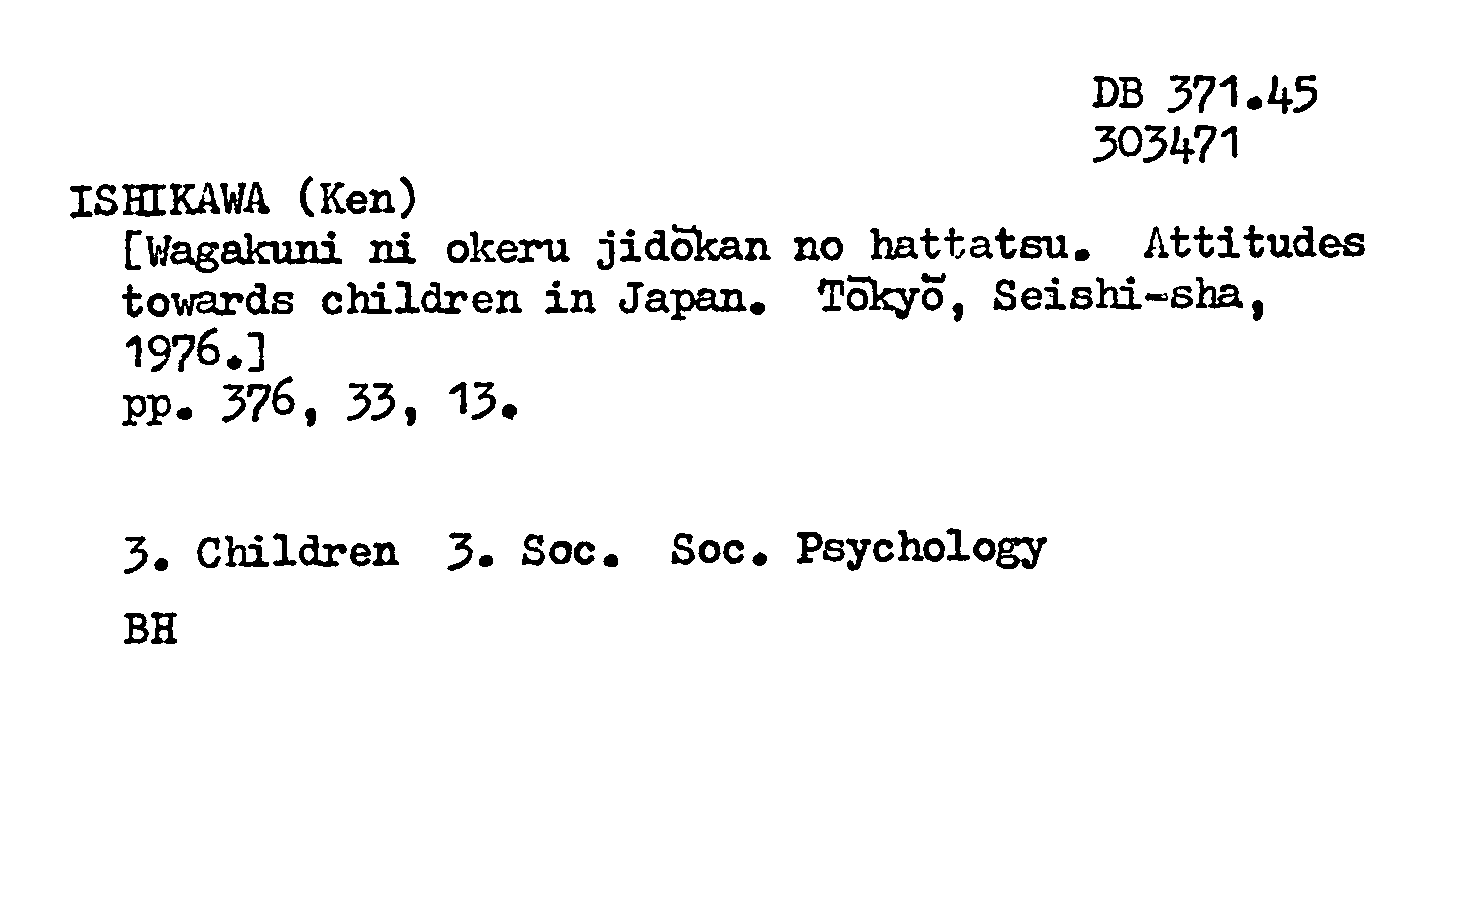 DB 371.45
303471
ISHIKAWA (Ken)
[Wagakuni ni okeru jidōkan no hattatsu. Attitudes
towards children in Japan. Tōkyō, Seishi-sha,
1976.]
pp. 376, 33, 13.
3. Children 3. Soc. Soc. Psychology
BH